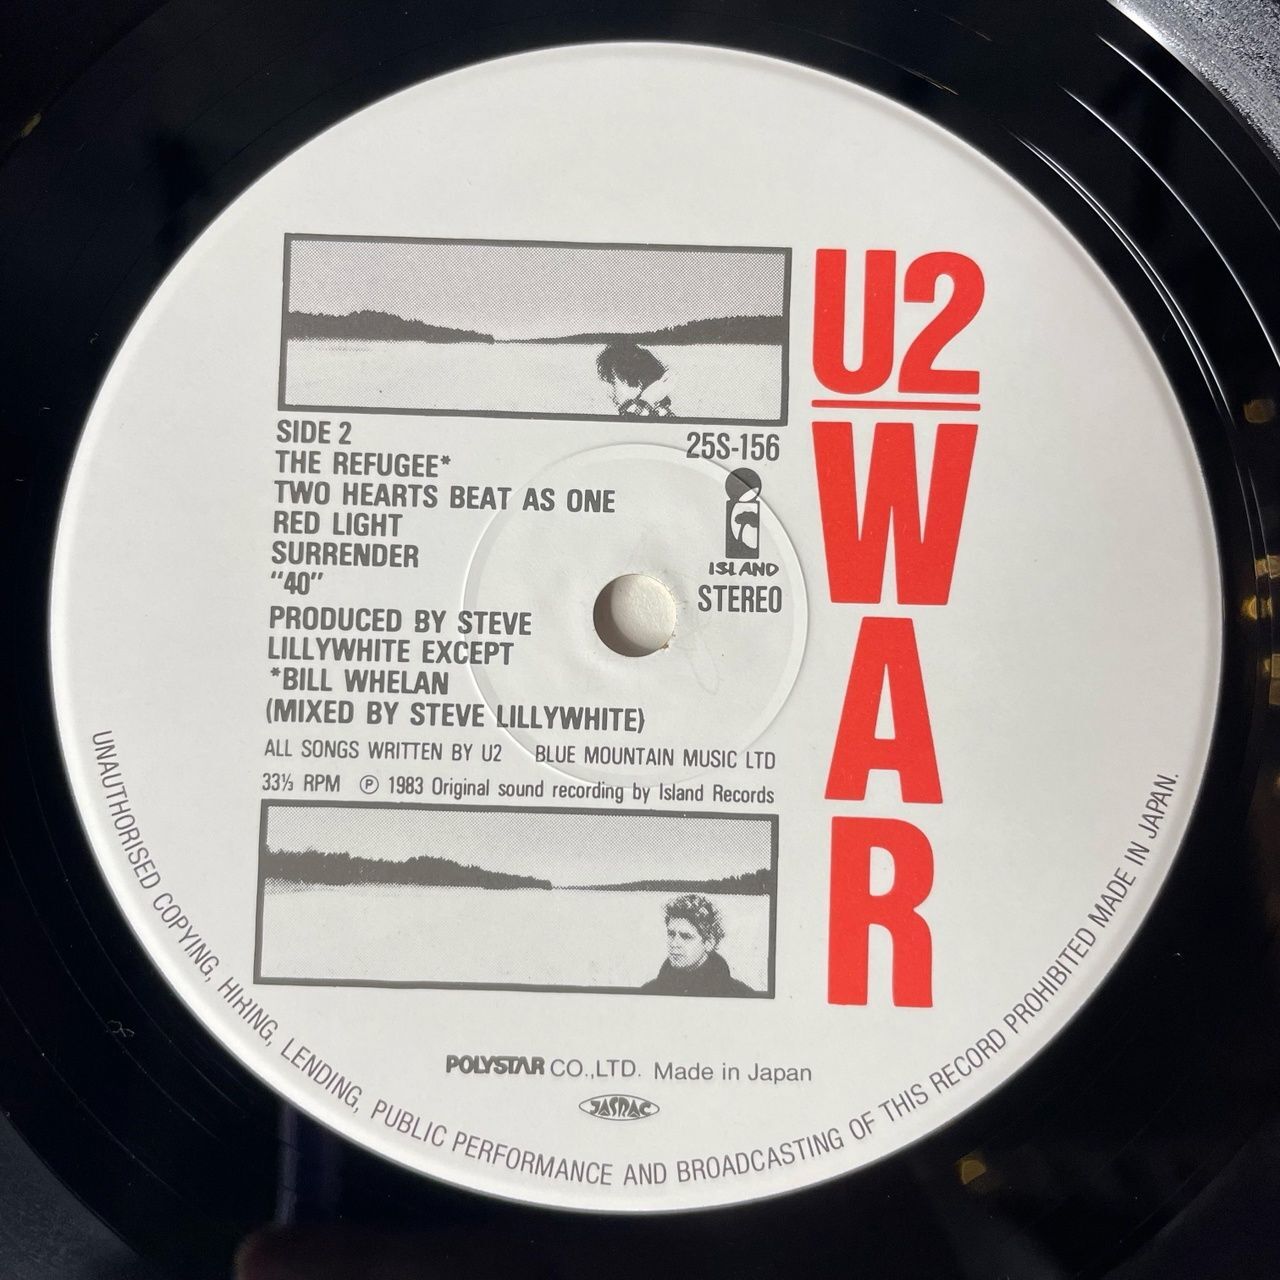 U2
WAR
SIDE 2
25S-156
THE REFUGEE*
TWO HEARTS BEAT AS ONE
RED LIGHT
SURRENDER
"40"
ISLAND
STEREO
PRODUCED BY STEVE
LILLYWHITE EXCEPT
*BILL WHELAN
(MIXED BY STEVE LILLYWHITE)
ALL SONGS WRITTEN BY U2 BLUE MOUNTAIN MUSIC LTD
33⅓ RPM ℗ 1983 Original sound recording by Island Records
POLYSTAR CO.,LTD. Made in Japan
JASRAC
UNAUTHORISED COPYING, HIRING, LENDING, PUBLIC PERFORMANCE AND BROADCASTING OF THIS RECORD PROHIBITED MADE IN JAPAN.